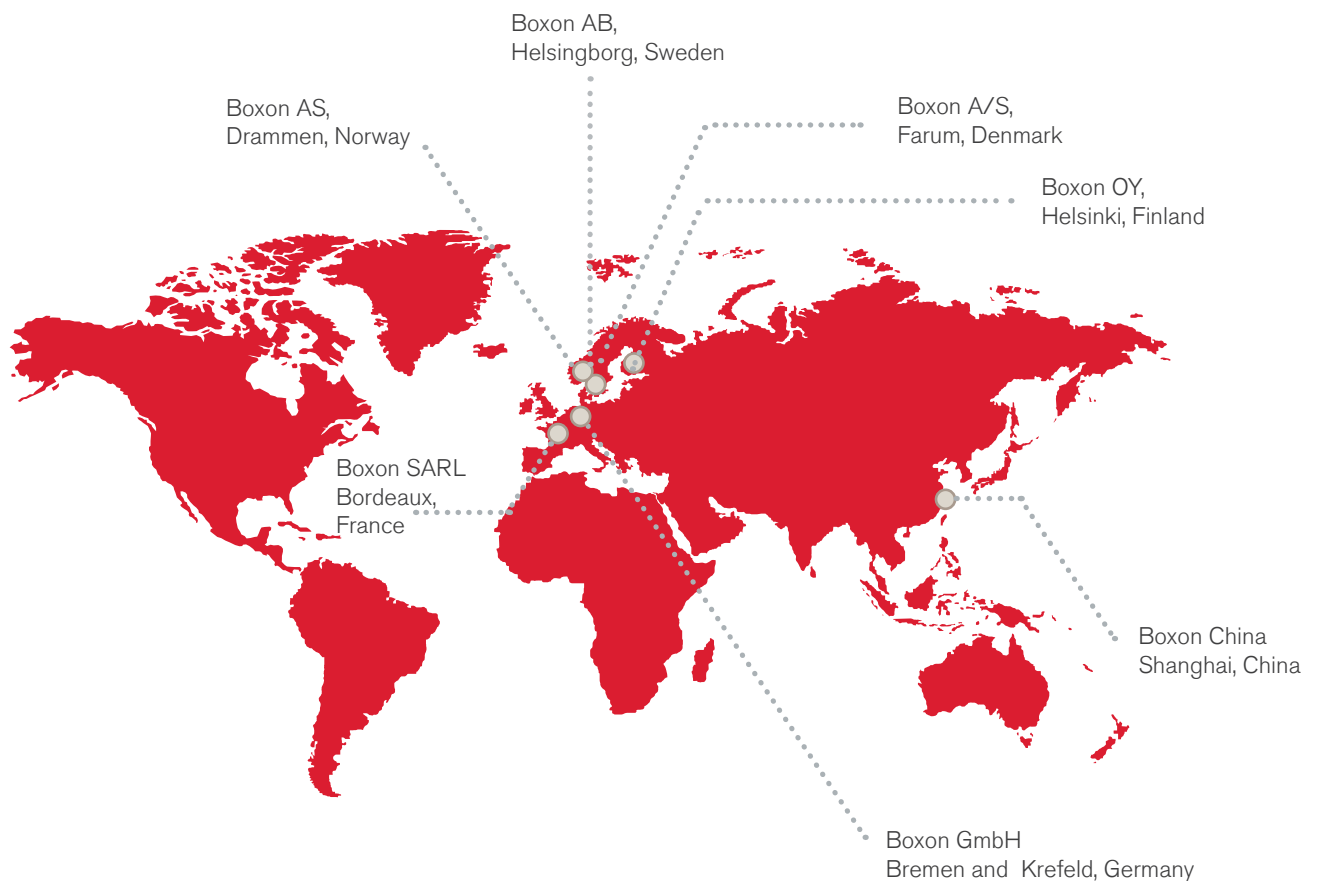 Boxon AB,
Helsingborg, Sweden
Boxon AS,
Drammen, Norway
Boxon A/S,
Farum, Denmark
Boxon OY,
Helsinki, Finland
Boxon SARL
Bordeaux,
France
Boxon China
Shanghai, China
Boxon GmbH
Bremen and  Krefeld, Germany